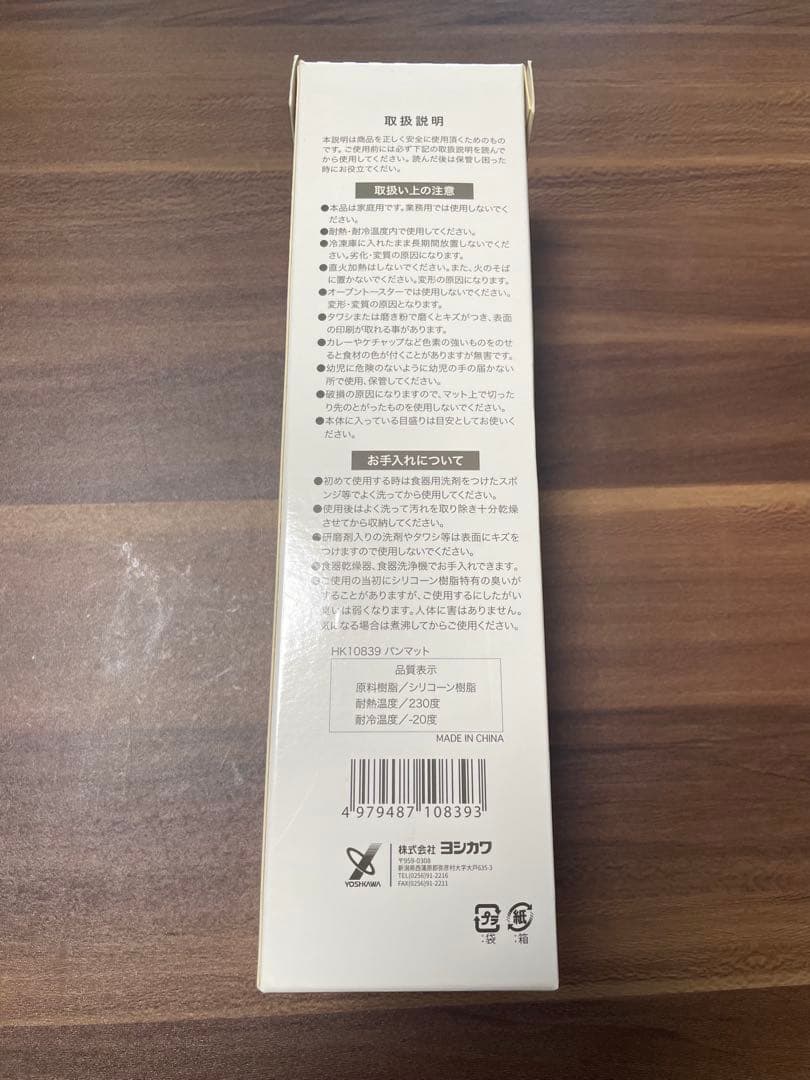 取扱説明
本説明は商品を正しく安全に使用頂くためのもの
です。ご使用前には必ず下記の取扱説明を読んで
から使用してください。読んだ後は保管し困った
時にお役立てください。
取扱い上の注意
●本品は家庭用です。業務用では使用しないでく
ださい。
●耐熱・耐冷温度内で使用してください。
●冷凍庫に入れたまま長期間放置しないでくだ
さい。劣化・変質の原因になります。
●直火加熱はしないでください。また、火のそば
に置かないでください。変形の原因になります。
●オーブントースターでは使用しないでください。
変形・変質の原因となります。
●タワシまたは磨き粉で磨くとキズがつき、表面
の印刷が取れる事があります。
●カレーやケチャップなど色素の強いものをのせ
ると食材の色が付くことがありますが無害です。
●幼児に危険のないように幼児の手の届かない
所で使用、保管してください。
●破損の原因になりますので、マット上で切った
り先のとがったものを使用しないでください。
●本体に入っている目盛りは目安としてお使いく
ださい。
お手入れについて
●初めて使用する時は食器用洗剤をつけたスポ
ンジ等でよく洗ってから使用してください。
●使用後はよく洗って汚れを取り除き十分乾燥
させてから収納してください。
●研磨剤入りの洗剤やタワシ等は表面にキズを
つけますので使用しないでください。
●食器乾燥器、食器洗浄機でお手入れできます。
●ご使用の当初にシリコーン樹脂特有の臭いが
することがありますが、ご使用するにしたがい
臭いは弱くなります。人体に害はありません。
気になる場合は煮沸してからご使用ください。
HK10839 パンマット
品質表示
原料樹脂／シリコーン樹脂
耐熱温度／230度
耐冷温度／-20度
MADE IN CHINA
4 979487 108393
YOSHIKAWA
株式会社 ヨシカワ
〒959-0308
新潟県西蒲原郡弥彦村大字大戸635-3
TEL(0256)91-2216
FAX(0256)91-2211
プラ 紙
:袋 :箱